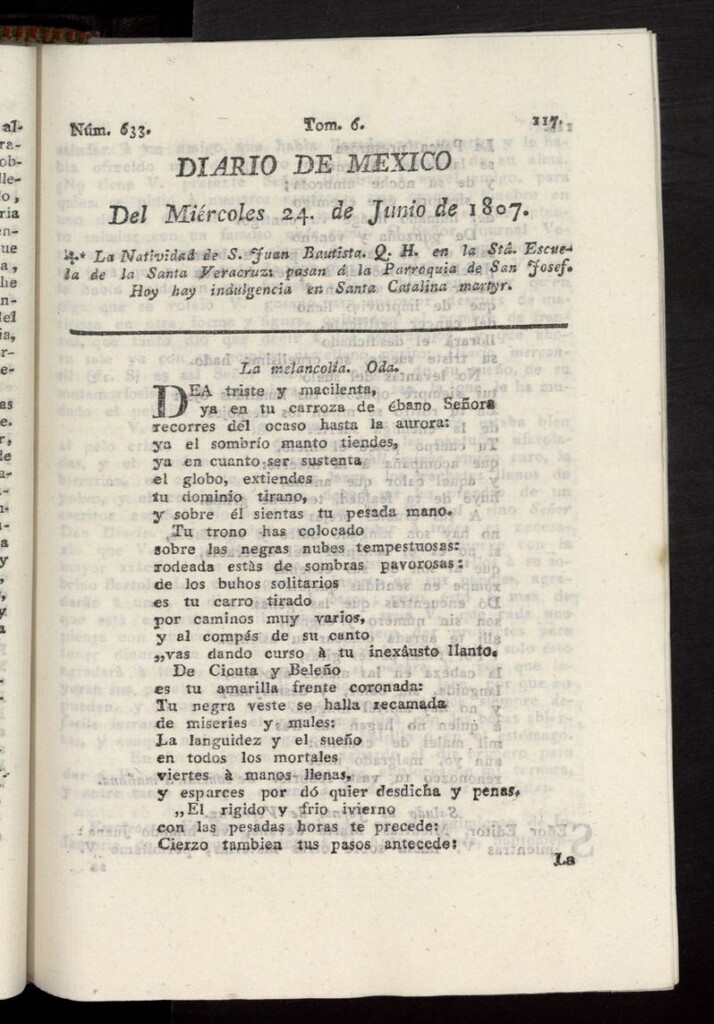 Núm. 633. Tom. 6. 117.
DIARIO DE MEXICO
Del Miércoles 24. de Junio de 1807.
✠* La Natividad de S. Juan Bautista. Q. H. en la Stâ. Escue-
la de la Santa Veracruz: pasan á la Parroquia de San Josef.
Hoy hay indulgencia en Santa Catalina martyr.
La melancolía. Oda.
DEA triste y macilenta,
ya en tu carroza de ébano Señora
recorres del ocaso hasta la aurora:
ya el sombrío manto tiendes,
ya en cuanto ser sustenta
el globo, extiendes
tu dominio tirano,
y sobre él sientas tu pesada mano.
Tu trono has colocado
sobre las negras nubes tempestuosas:
rodeada estàs de sombras pavorosas:
de los buhos solitarios
es tu carro tirado
por caminos muy varios,
y al compás de su canto
„vas dando curso à tu inexâusto llanto.
De Cicuta y Beleño
es tu amarilla frente coronada:
Tu negra veste se halla recamada
de miseries y males:
La languidez y el sueño
en todos los mortales
viertes à manos llenas,
y esparces por dó quier desdicha y penas.
„El rigido y frio ivierno
con las pesadas horas te precede:
Cierzo tambien tus pasos antecede:
La